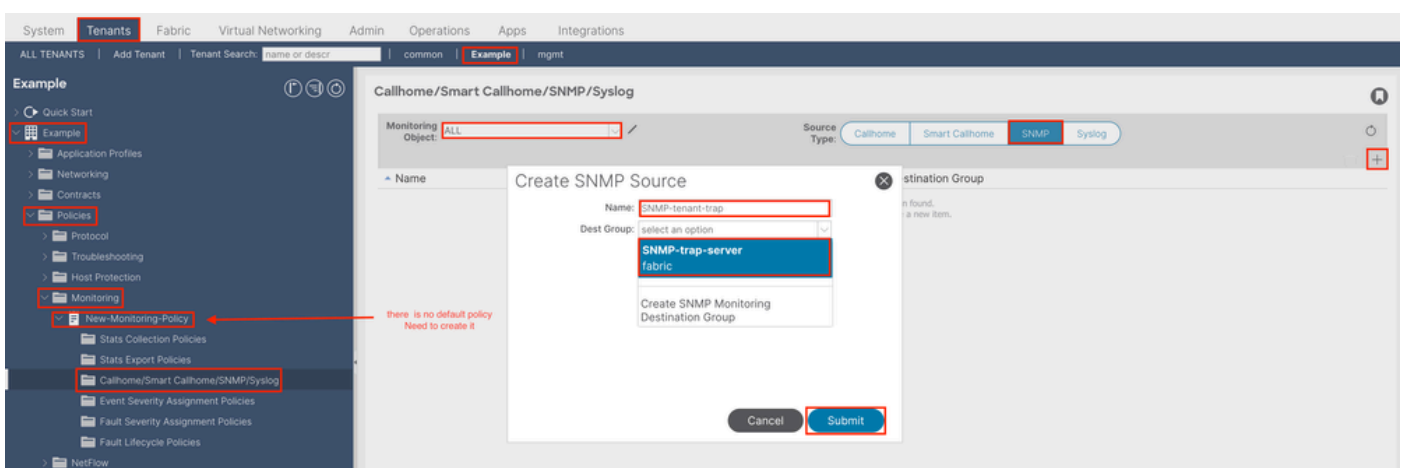 System Tenants Fabric Virtual Networking Admin Operations Apps Integrations
ALL TENANTS | Add Tenant | Tenant Search: name or descr | common | Example | mgmt
Example
Quick Start
Example
Application Profiles
Networking
Contracts
Policies
Protocol
Troubleshooting
Host Protection
Monitoring
New-Monitoring-Policy
Stats Collection Policies
Stats Export Policies
Callhome/Smart Callhome/SNMP/Syslog
Event Severity Assignment Policies
Fault Severity Assignment Policies
Fault Lifecycle Policies
NetFlow
there is no default policy
Need to create it
Callhome/Smart Callhome/SNMP/Syslog
Monitoring
Object: ALL
Source
Type: Callhome Smart Callhome SNMP Syslog
Name
stination Group
n found.
a new item.
Create SNMP Source
Name: SNMP-tenant-trap
Dest Group: select an option
SNMP-trap-server
fabric
Create SNMP Monitoring
Destination Group
Cancel Submit